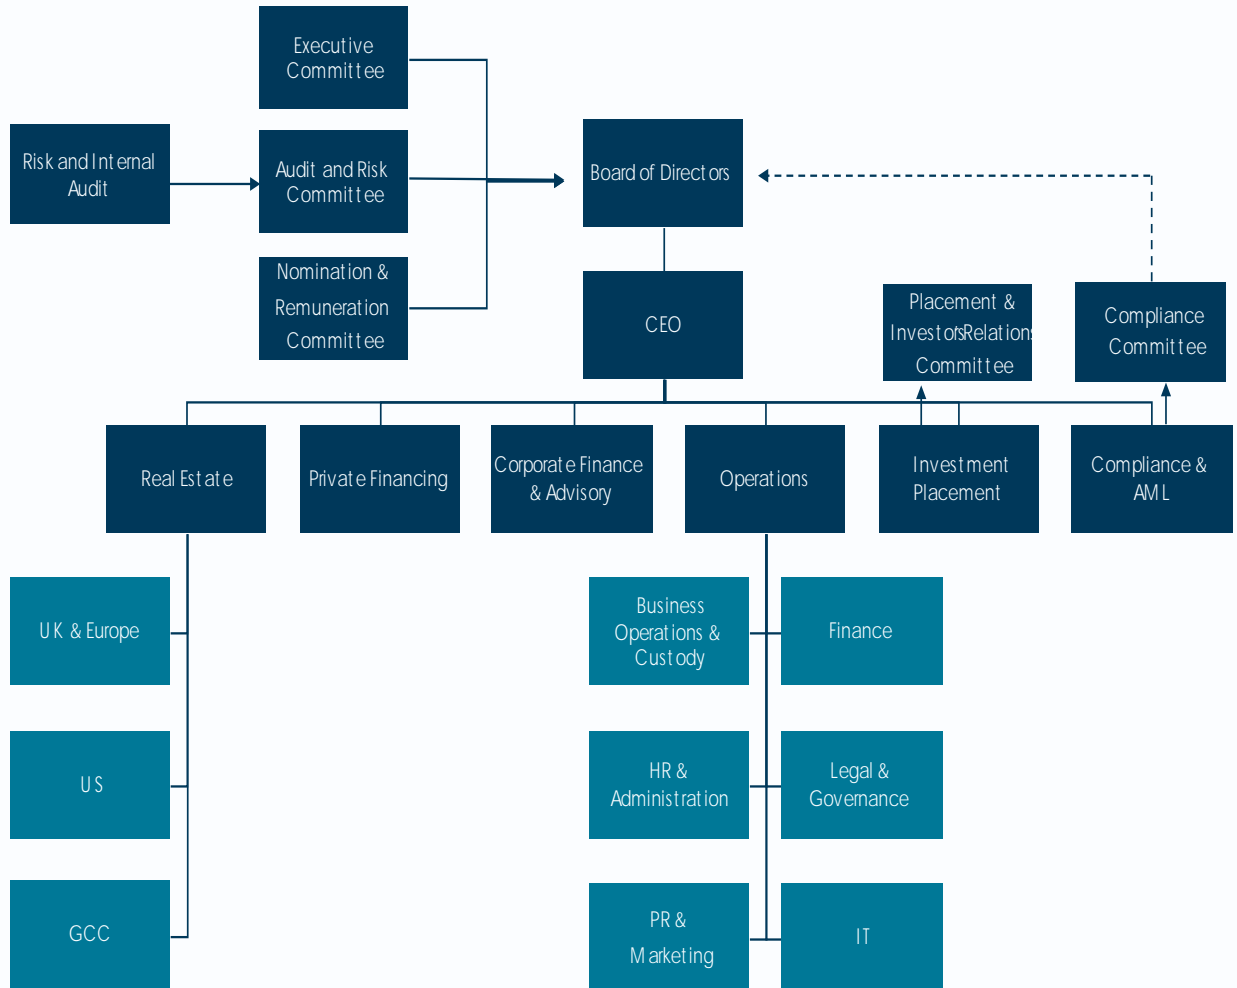 Executive
Committee
Risk and Internal
Audit
Audit and Risk
Committee
Board of Directors
Nomination &
Remuneration
Committee
CEO
Placement &
InvestorsRelations
Committee
Compliance
Committee
Real Estate
Private Financing
Corporate Finance
& Advisory
Operations
Investment
Placement
Compliance &
AML
UK & Europe
Business
Operations &
Custody
Finance
US
HR &
Administration
Legal &
Governance
GCC
PR &
Marketing
IT